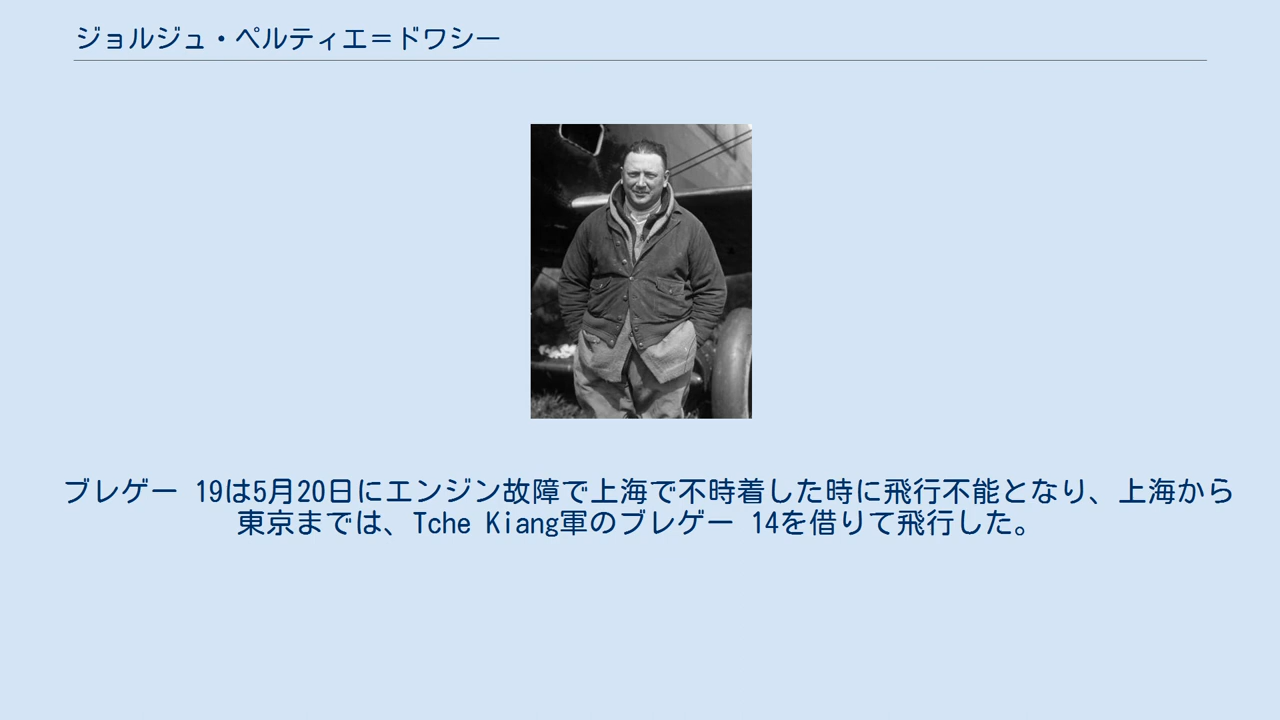 ジョルジュ・ペルティエ＝ドワシー
ブレゲー 19は5月20日にエンジン故障で上海で不時着した時に飛行不能となり、上海から
東京までは、Tche Kiang軍のブレゲー 14を借りて飛行した。